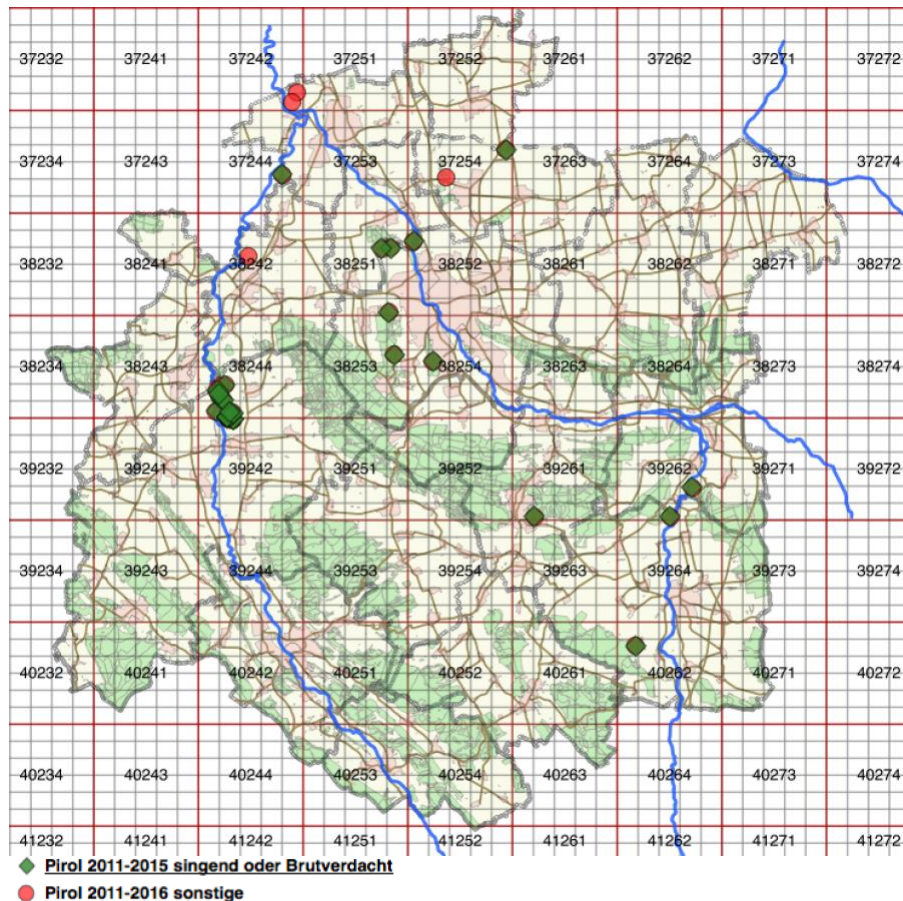 37232 37241 37242 37251 37252 37261 37262 37271 37272
37234 37243 37244 37253 37254 37263 37264 37273 37274
38232 38241 38242 38251 38252 38261 38262 38271 38272
38234 38243 38244 38253 38254 38263 38264 38273 38274
39232 39241 39242 39251 39252 39261 39262 39271 39272
39234 39243 39244 39253 39254 39263 39264 39273 39274
40232 40241 40242 40251 40252 40261 40262 40271 40272
40234 40243 40244 40253 40254 40263 40264 40273 40274
41232 41241 41242 41251 41252 41261 41262 41271 41272
Pirol 2011-2015 singend oder Brutverdacht
Pirol 2011-2016 sonstige